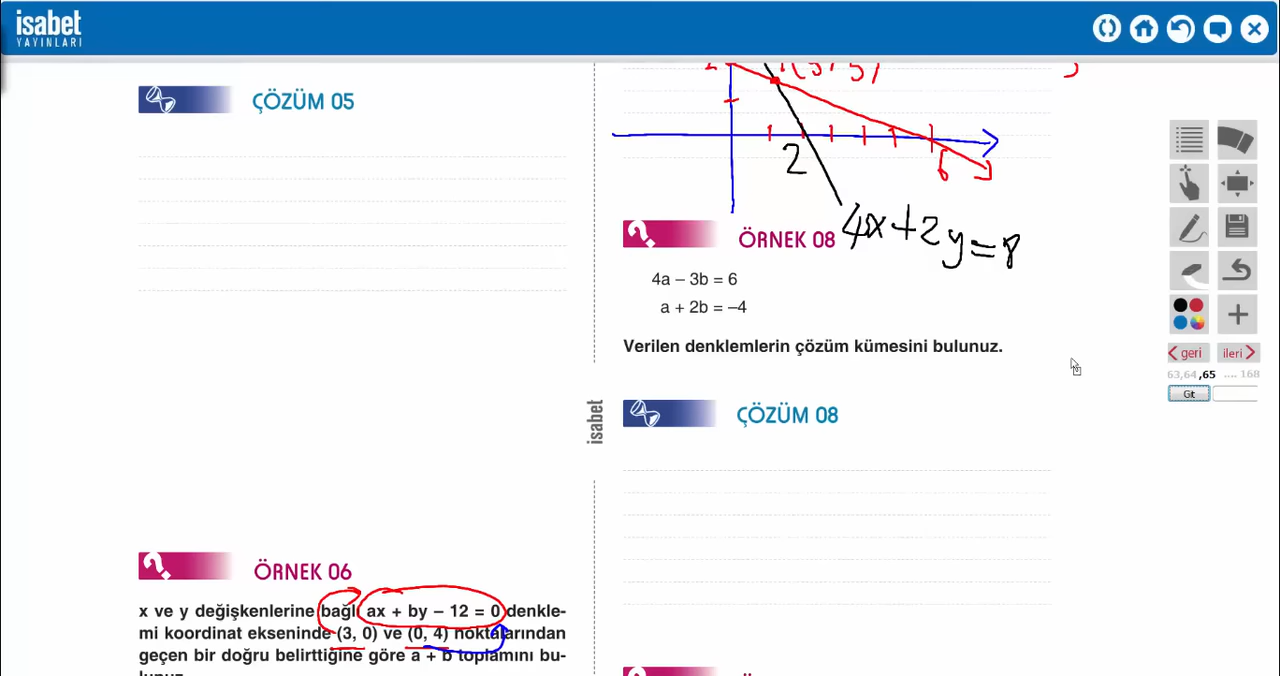 isabet
YAYINLARI
ÇÖZÜM 05
ÖRNEK 06
x ve y değişkenlerine bağlı ax + by – 12 = 0 denkle-
mi koordinat ekseninde (3, 0) ve (0, 4) noktalarından
geçen bir doğru belirttiğine göre a + b toplamını bu-
lunuz.
isabet
2
6
4x+2y=8
ÖRNEK 08
4a – 3b = 6
a + 2b = –4
Verilen denklemlerin çözüm kümesini bulunuz.
ÇÖZÜM 08
geri
ileri
63,64,65 .... 168
Git